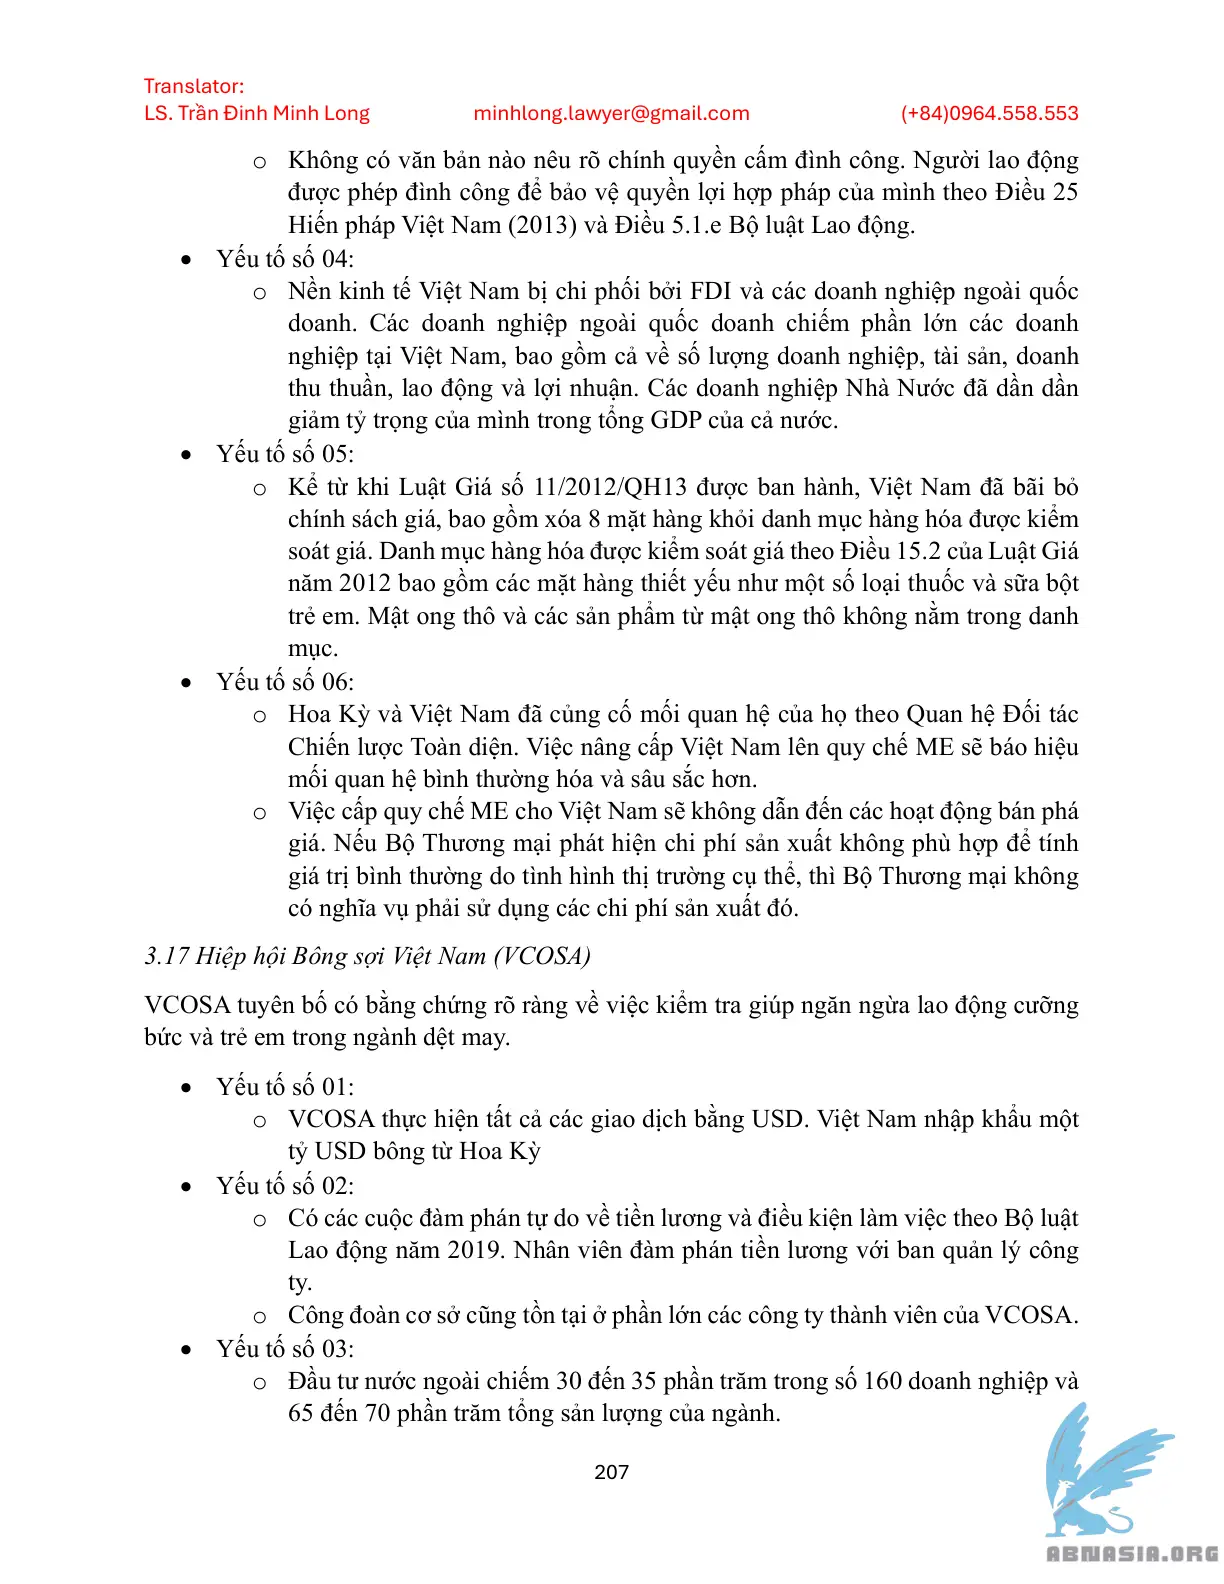 Translator:
LS. Trần Đinh Minh Long minhlong.lawyer@gmail.com (+84)0964.558.553
o Không có văn bản nào nêu rõ chính quyền cấm đình công. Người lao động
được phép đình công để bảo vệ quyền lợi hợp pháp của mình theo Điều 25
Hiến pháp Việt Nam (2013) và Điều 5.1.e Bộ luật Lao động.
• Yếu tố số 04:
o Nền kinh tế Việt Nam bị chi phối bởi FDI và các doanh nghiệp ngoài quốc
doanh. Các doanh nghiệp ngoài quốc doanh chiếm phần lớn các doanh
nghiệp tại Việt Nam, bao gồm cả về số lượng doanh nghiệp, tài sản, doanh
thu thuần, lao động và lợi nhuận. Các doanh nghiệp Nhà Nước đã dần dần
giảm tỷ trọng của mình trong tổng GDP của cả nước.
• Yếu tố số 05:
o Kể từ khi Luật Giá số 11/2012/QH13 được ban hành, Việt Nam đã bãi bỏ
chính sách giá, bao gồm xóa 8 mặt hàng khỏi danh mục hàng hóa được kiểm
soát giá. Danh mục hàng hóa được kiểm soát giá theo Điều 15.2 của Luật Giá
năm 2012 bao gồm các mặt hàng thiết yếu như một số loại thuốc và sữa bột
trẻ em. Mật ong thô và các sản phẩm từ mật ong thô không nằm trong danh
mục.
• Yếu tố số 06:
o Hoa Kỳ và Việt Nam đã củng cố mối quan hệ của họ theo Quan hệ Đối tác
Chiến lược Toàn diện. Việc nâng cấp Việt Nam lên quy chế ME sẽ báo hiệu
mối quan hệ bình thường hóa và sâu sắc hơn.
o Việc cấp quy chế ME cho Việt Nam sẽ không dẫn đến các hoạt động bán phá
giá. Nếu Bộ Thương mại phát hiện chi phí sản xuất không phù hợp để tính
giá trị bình thường do tình hình thị trường cụ thể, thì Bộ Thương mại không
có nghĩa vụ phải sử dụng các chi phí sản xuất đó.
3.17 Hiệp hội Bông sợi Việt Nam (VCOSA)
VCOSA tuyên bố có bằng chứng rõ ràng về việc kiểm tra giúp ngăn ngừa lao động cưỡng
bức và trẻ em trong ngành dệt may.
• Yếu tố số 01:
o VCOSA thực hiện tất cả các giao dịch bằng USD. Việt Nam nhập khẩu một
tỷ USD bông từ Hoa Kỳ
• Yếu tố số 02:
o Có các cuộc đàm phán tự do về tiền lương và điều kiện làm việc theo Bộ luật
Lao động năm 2019. Nhân viên đàm phán tiền lương với ban quản lý công
ty.
o Công đoàn cơ sở cũng tồn tại ở phần lớn các công ty thành viên của VCOSA.
• Yếu tố số 03:
o Đầu tư nước ngoài chiếm 30 đến 35 phần trăm trong số 160 doanh nghiệp và
65 đến 70 phần trăm tổng sản lượng của ngành.
207
ABNASIA.ORG